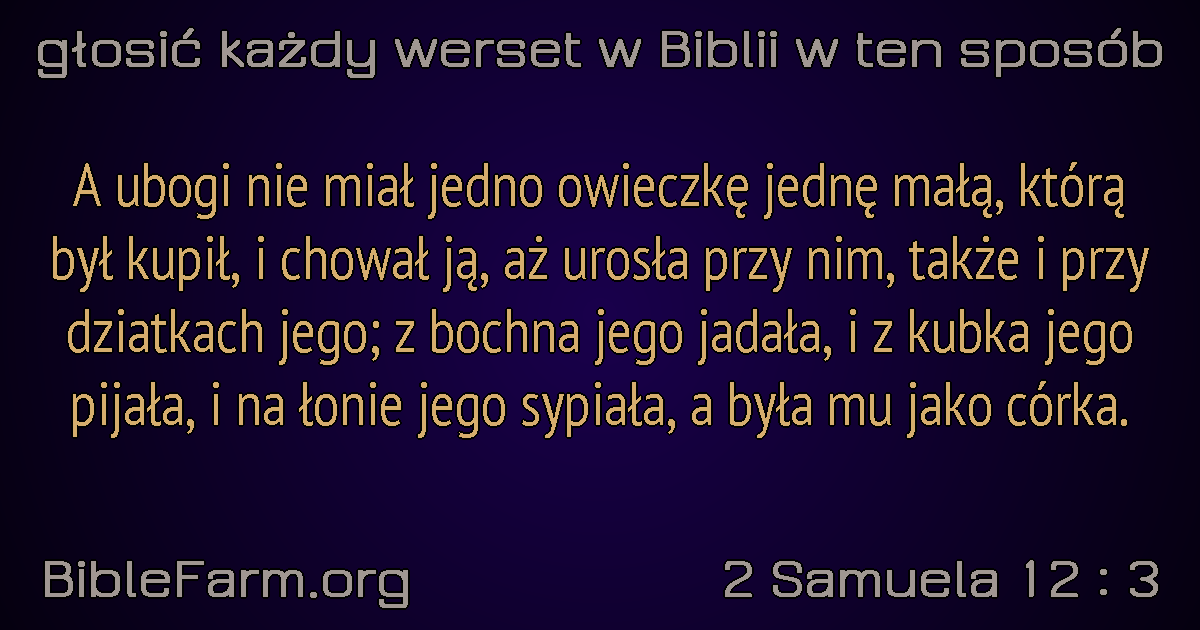 głosić każdy werset w Biblii w ten sposób
A ubogi nie miał jedno owieczkę jednę małą, którą
był kupił, i chował ją, aż urosła przy nim, także i przy
dziatkach jego; z bochna jego jadała, i z kubka jego
pijała, i na łonie jego sypiała, a była mu jako córka.
BibleFarm.org
2 Samuela 12 : 3